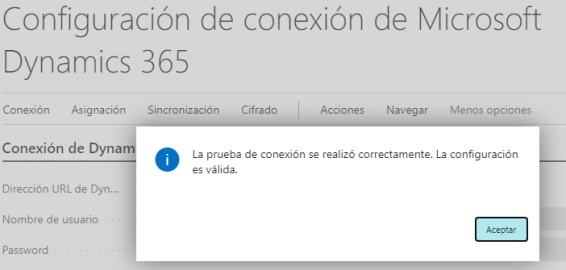 Configuración de conexión de Microsoft
Dynamics 365
Conexión Asignación Sincronización Cifrado Acciones Navegar Menos opciones
Conexión de Dynam
La prueba de conexión se realizó correctamente. La configuración
es válida.
Dirección URL de Dyn...
Nombre de usuario
Aceptar
Password